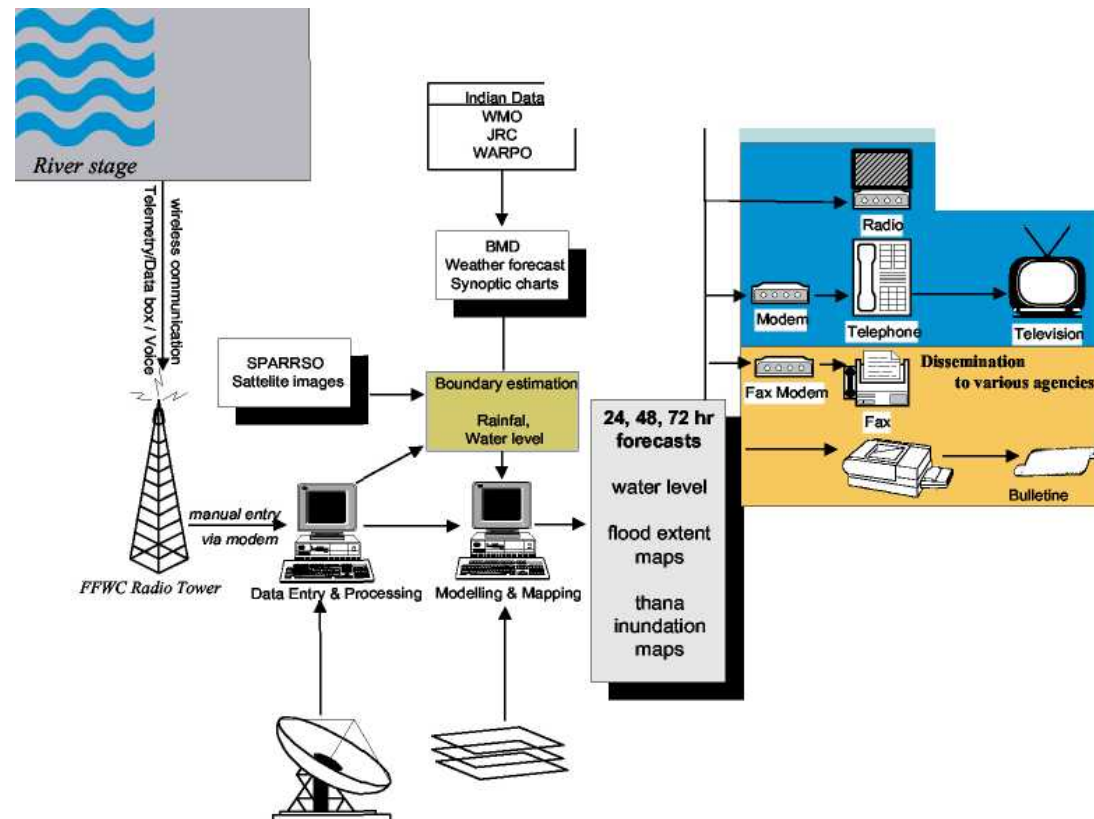 River stage
wireless communication
Telemetry/Data box / Voice
FFWC Radio Tower
manual entry
via modem
Indian Data
WMO
JRC
WARPO
BMD
Weather forecast
Synoptic charts
SPARRSO
Sattelite images
Boundary estimation
Rainfal,
Water level
Data Entry & Processing
Modelling & Mapping
24, 48, 72 hr
forecasts
water level
flood extent
maps
thana
inundation
maps
Radio
Modem
Telephone
Television
Fax Modem
Fax
Dissemination
to various agencies
Bulletine